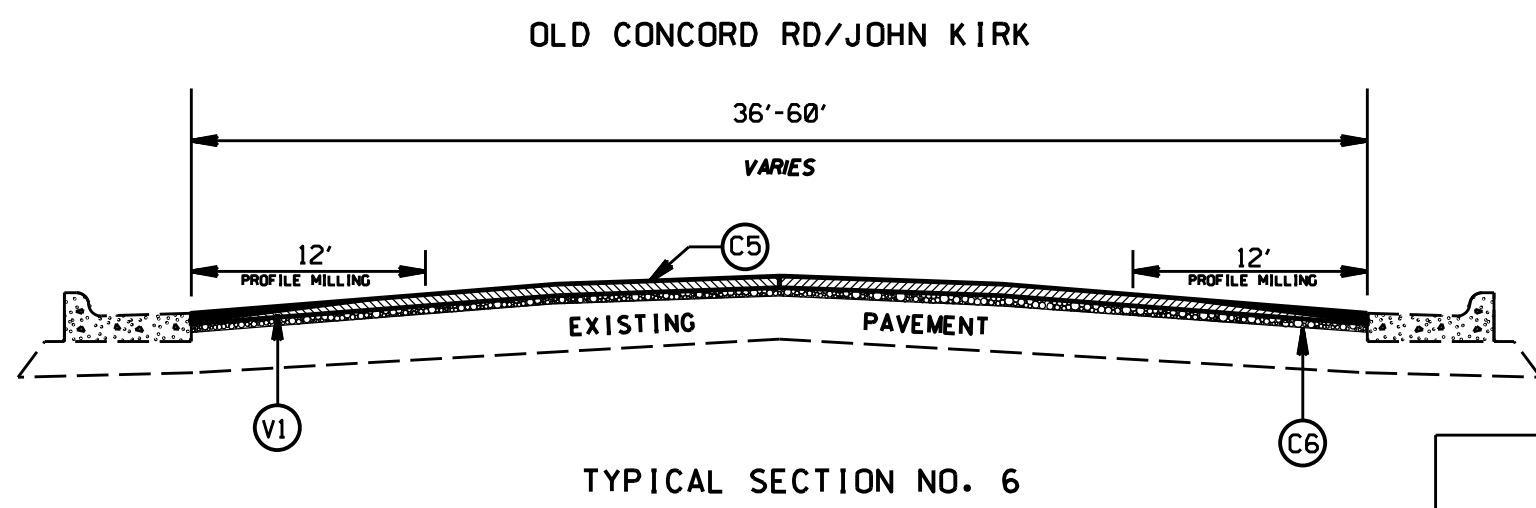 OLD CONCORD RD/JOHN KIRK
36'-60'
VARIES
12'
PROFILE MILLING
C5
12'
PROFILE MILLING
EXISTING PAVEMENT
V1
C6
TYPICAL SECTION NO. 6